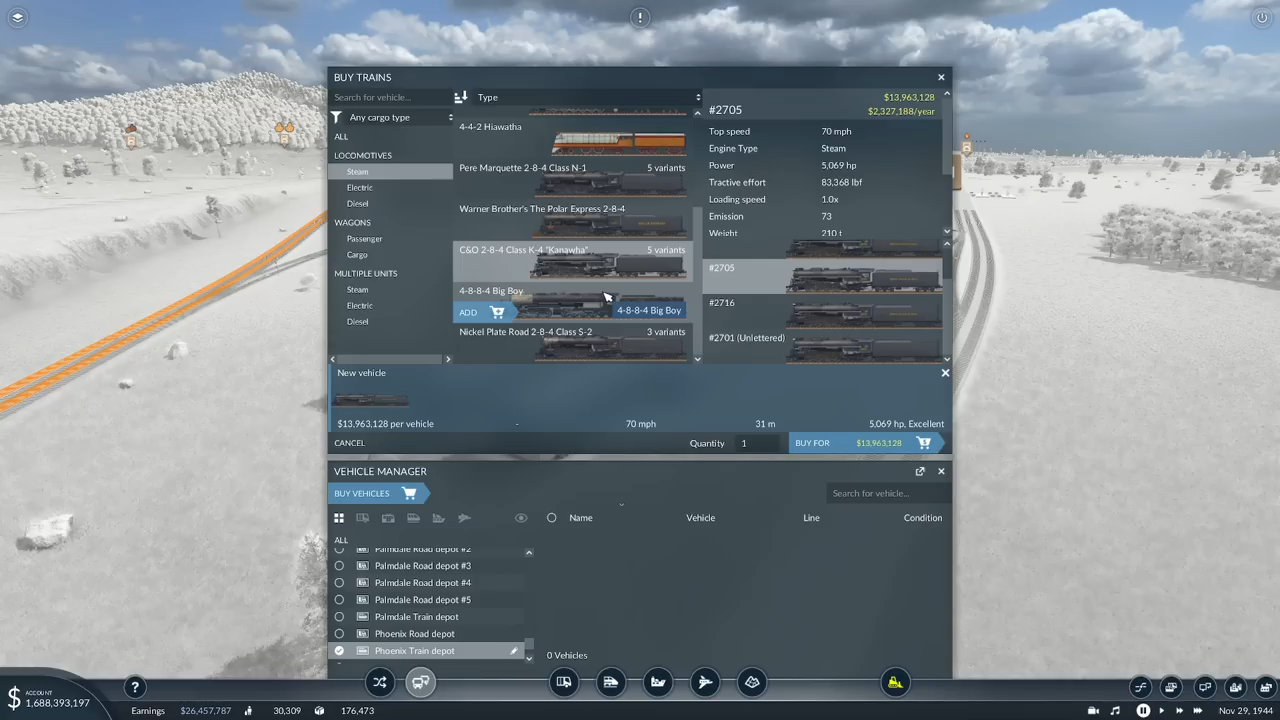 BUY TRAINS
Search for vehicle...
Type
Any cargo type
ALL
LOCOMOTIVES
Steam
Electric
Diesel
WAGONS
Passenger
Cargo
MULTIPLE UNITS
Steam
Electric
Diesel
4-4-2 Hiawatha
Pere Marquette 2-8-4 Class N-1
5 variants
Warner Brother's The Polar Express 2-8-4
C&O 2-8-4 Class K-4 "Kanawha"
5 variants
4-8-8-4 Big Boy
ADD
4-8-8-4 Big Boy
Nickel Plate Road 2-8-4 Class S-2
3 variants
$13,963,128
#2705
$2,327,188/year
Top speed 70 mph
Engine Type Steam
Power 5,069 hp
Tractive effort 83,368 lbf
Loading speed 1.0x
Emission 73
Weight 210 t
#2705
#2716
#2701 (Unlettered)
New vehicle
$13,963,128 per vehicle - 70 mph 31 m 5,069 hp, Excellent
CANCEL
Quantity 1
BUY FOR $13,963,128
VEHICLE MANAGER
BUY VEHICLES
Search for vehicle...
Name Vehicle Line Condition
ALL
Palmdale Road depot #2
Palmdale Road depot #3
Palmdale Road depot #4
Palmdale Road depot #5
Palmdale Train depot
Phoenix Road depot
Phoenix Train depot
0 Vehicles
$ ACCOUNT
1,688,393,197
?
Earnings $26,457,787 30,309 176,473
Nov 29, 1944